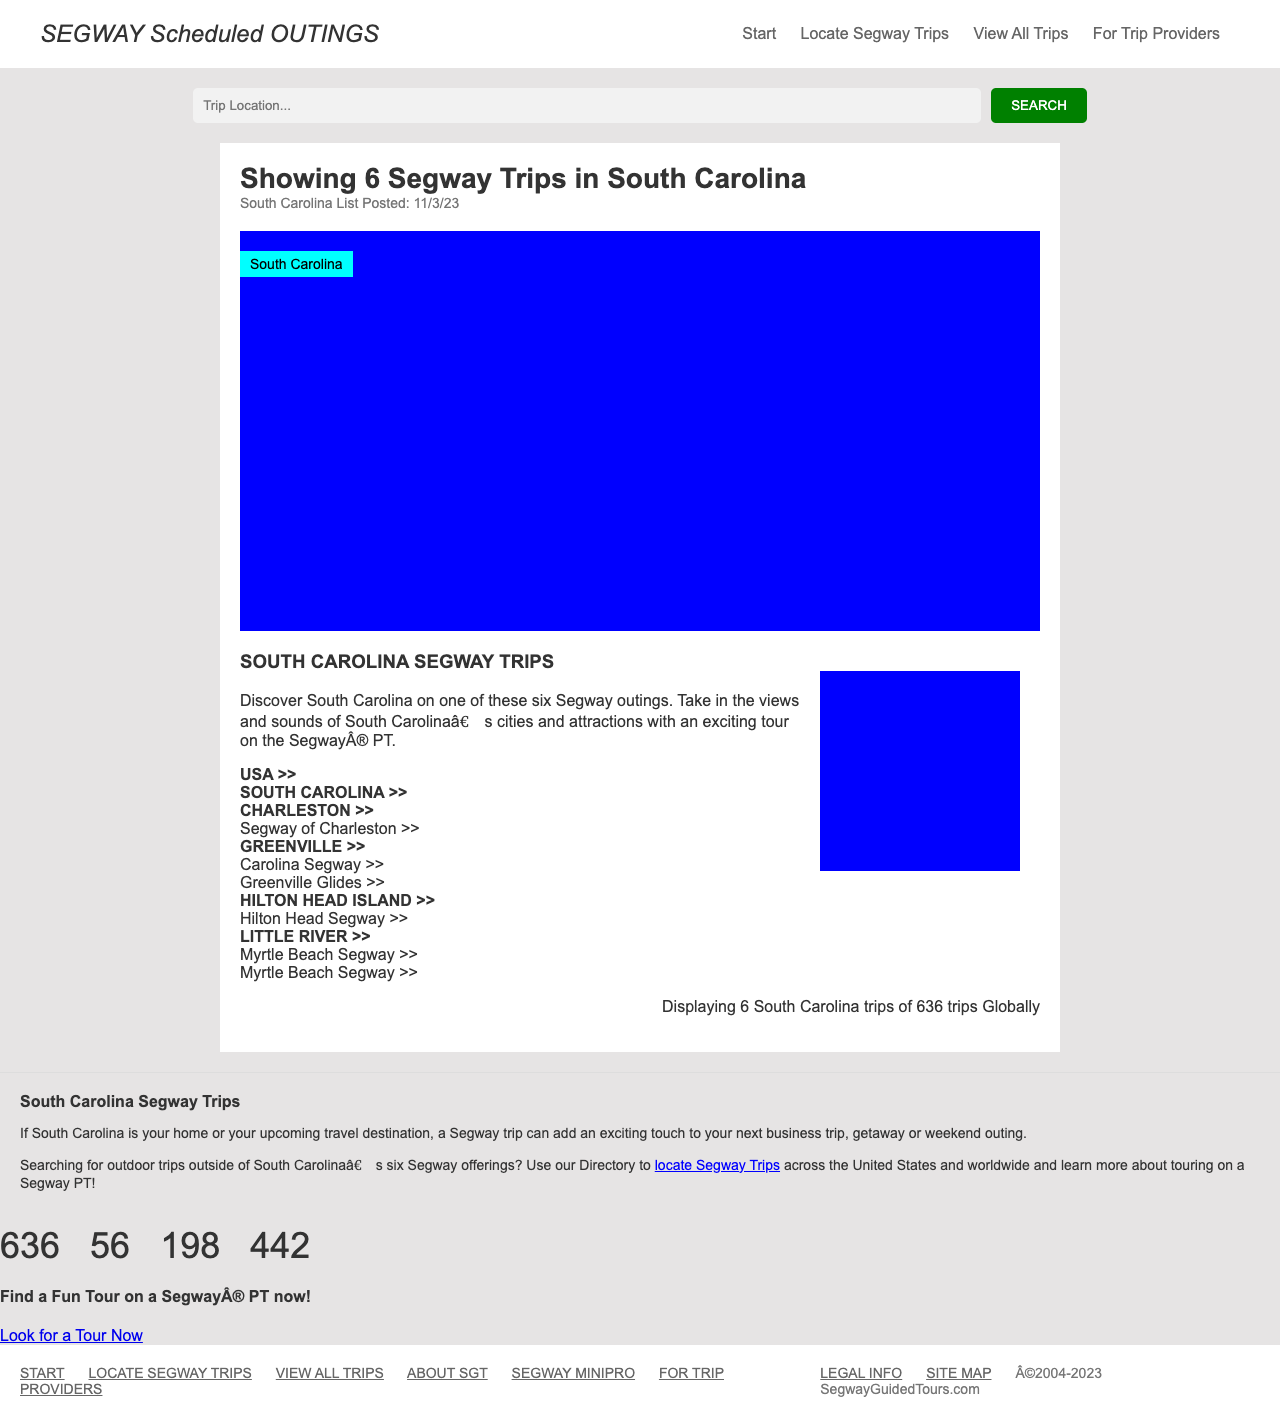 SEGWAY Scheduled OUTINGS
Start Locate Segway Trips View All Trips For Trip Providers
Trip Location...
SEARCH
Showing 6 Segway Trips in South Carolina
South Carolina List Posted: 11/3/23
South Carolina
SOUTH CAROLINA SEGWAY TRIPS
Discover South Carolina on one of these six Segway outings. Take in the views
and sounds of South Carolinaâ€ s cities and attractions with an exciting tour
on the SegwayÂ® PT.
USA >>
SOUTH CAROLINA >>
CHARLESTON >>
Segway of Charleston >>
GREENVILLE >>
Carolina Segway >>
Greenville Glides >>
HILTON HEAD ISLAND >>
Hilton Head Segway >>
LITTLE RIVER >>
Myrtle Beach Segway >>
Myrtle Beach Segway >>
Displaying 6 South Carolina trips of 636 trips Globally
South Carolina Segway Trips
If South Carolina is your home or your upcoming travel destination, a Segway trip can add an exciting touch to your next business trip, getaway or weekend outing.
Searching for outdoor trips outside of South Carolinaâ€ s six Segway offerings? Use our Directory to locate Segway Trips across the United States and worldwide and learn more about touring on a
Segway PT!
636 56 198 442
Find a Fun Tour on a SegwayÂ® PT now!
Look for a Tour Now
START LOCATE SEGWAY TRIPS VIEW ALL TRIPS ABOUT SGT SEGWAY MINIPRO FOR TRIP
PROVIDERS
LEGAL INFO SITE MAP Â©2004-2023
SegwayGuidedTours.com